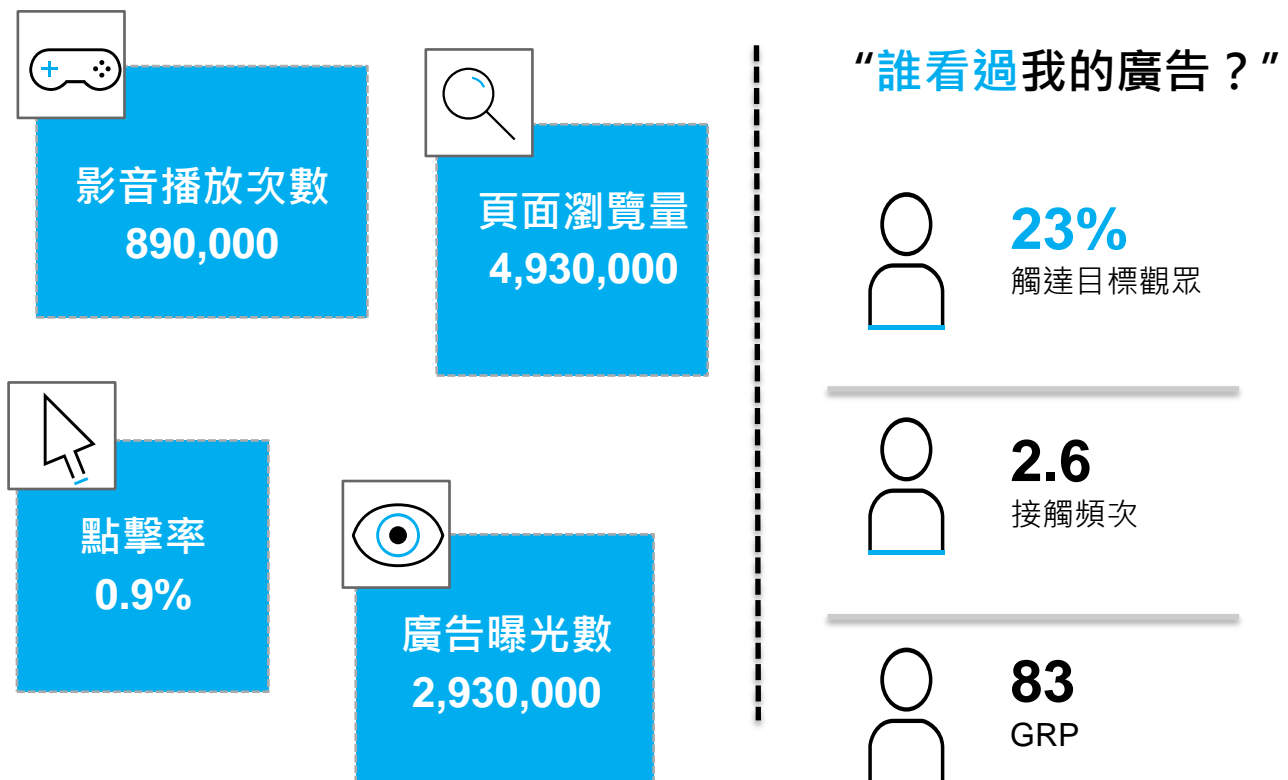 影音播放次數
890,000
頁面瀏覽量
4,930,000
點擊率
0.9%
廣告曝光數
2,930,000
“誰看過我的廣告？”
23%
觸達目標觀眾
2.6
接觸頻次
83
GRP